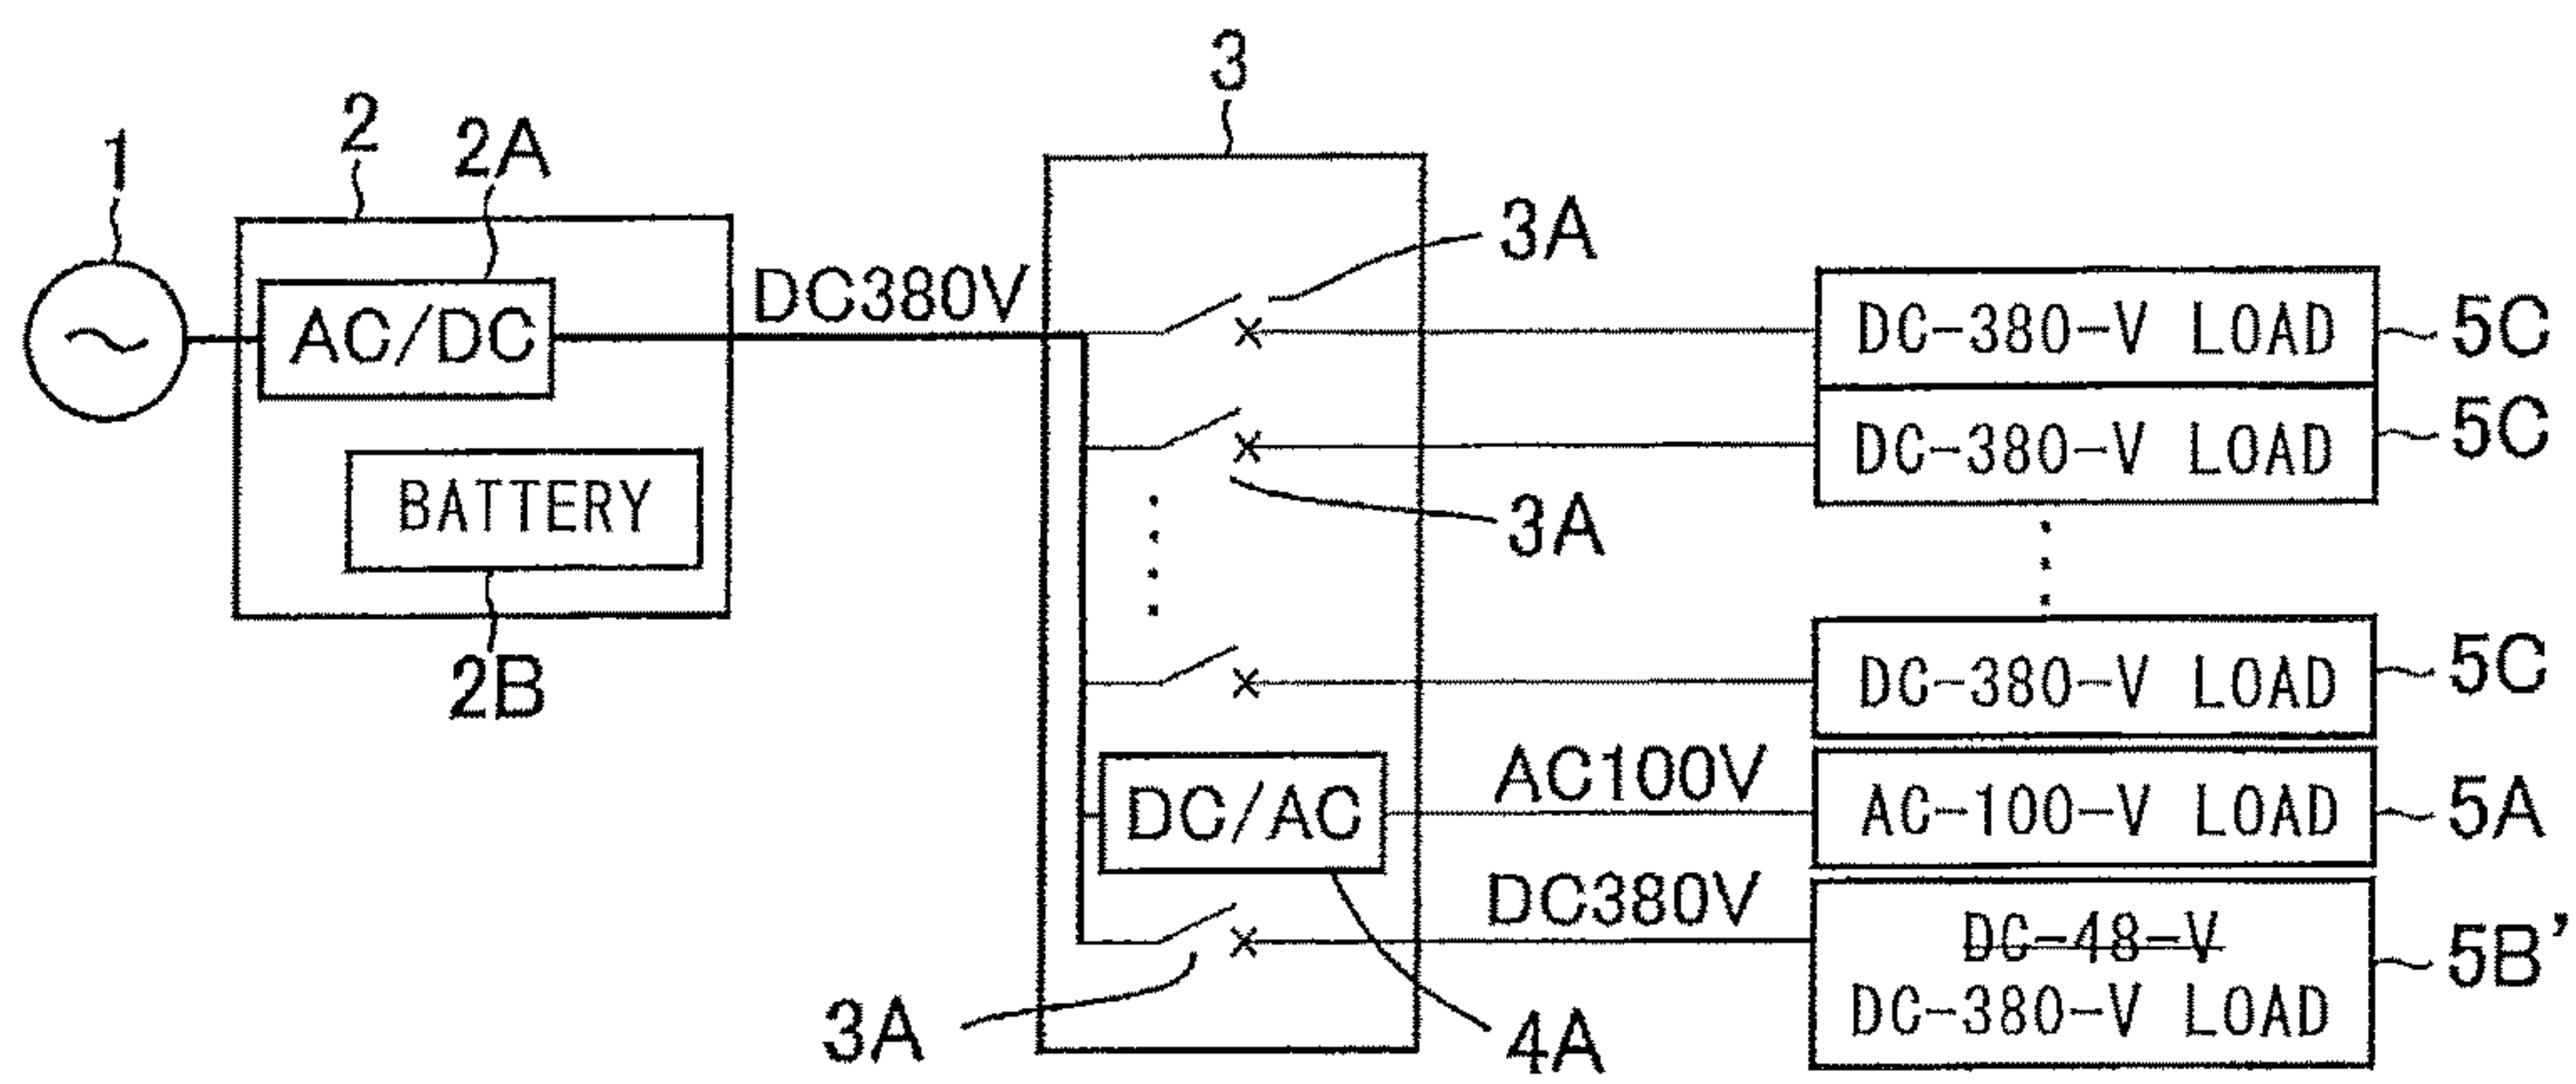 1
2
2A
AC/DC
BATTERY
2B
DC380V
3
3A
3A
DC-380-V LOAD
5C
DC-380-V LOAD
5C
DC-380-V LOAD
5C
DC/AC
AC100V
AC-100-V LOAD
5A
DC380V
DC-48-V
DC-380-V LOAD
5B'
3A
4A